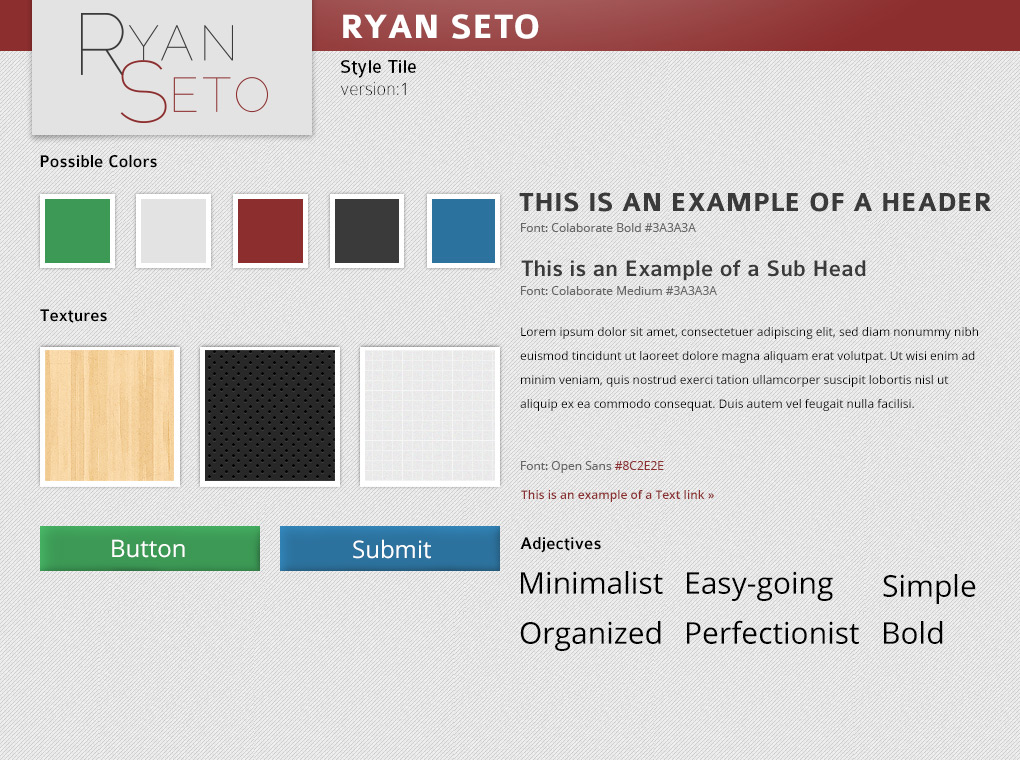 RYAN
SETO
RYAN SETO
Style Tile
version:1
Possible Colors
Textures
Button
Submit
THIS IS AN EXAMPLE OF A HEADER
Font: Colaborate Bold #3A3A3A
This is an Example of a Sub Head
Font: Colaborate Medium #3A3A3A
Lorem ipsum dolor sit amet, consectetuer adipiscing elit, sed diam nonummy nibh
euismod tincidunt ut laoreet dolore magna aliquam erat volutpat. Ut wisi enim ad
minim veniam, quis nostrud exerci tation ullamcorper suscipit lobortis nisl ut
aliquip ex ea commodo consequat. Duis autem vel feugait nulla facilisi.
Font: Open Sans #8C2E2E
This is an example of a Text link »
Adjectives
Minimalist Easy-going Simple
Organized Perfectionist Bold